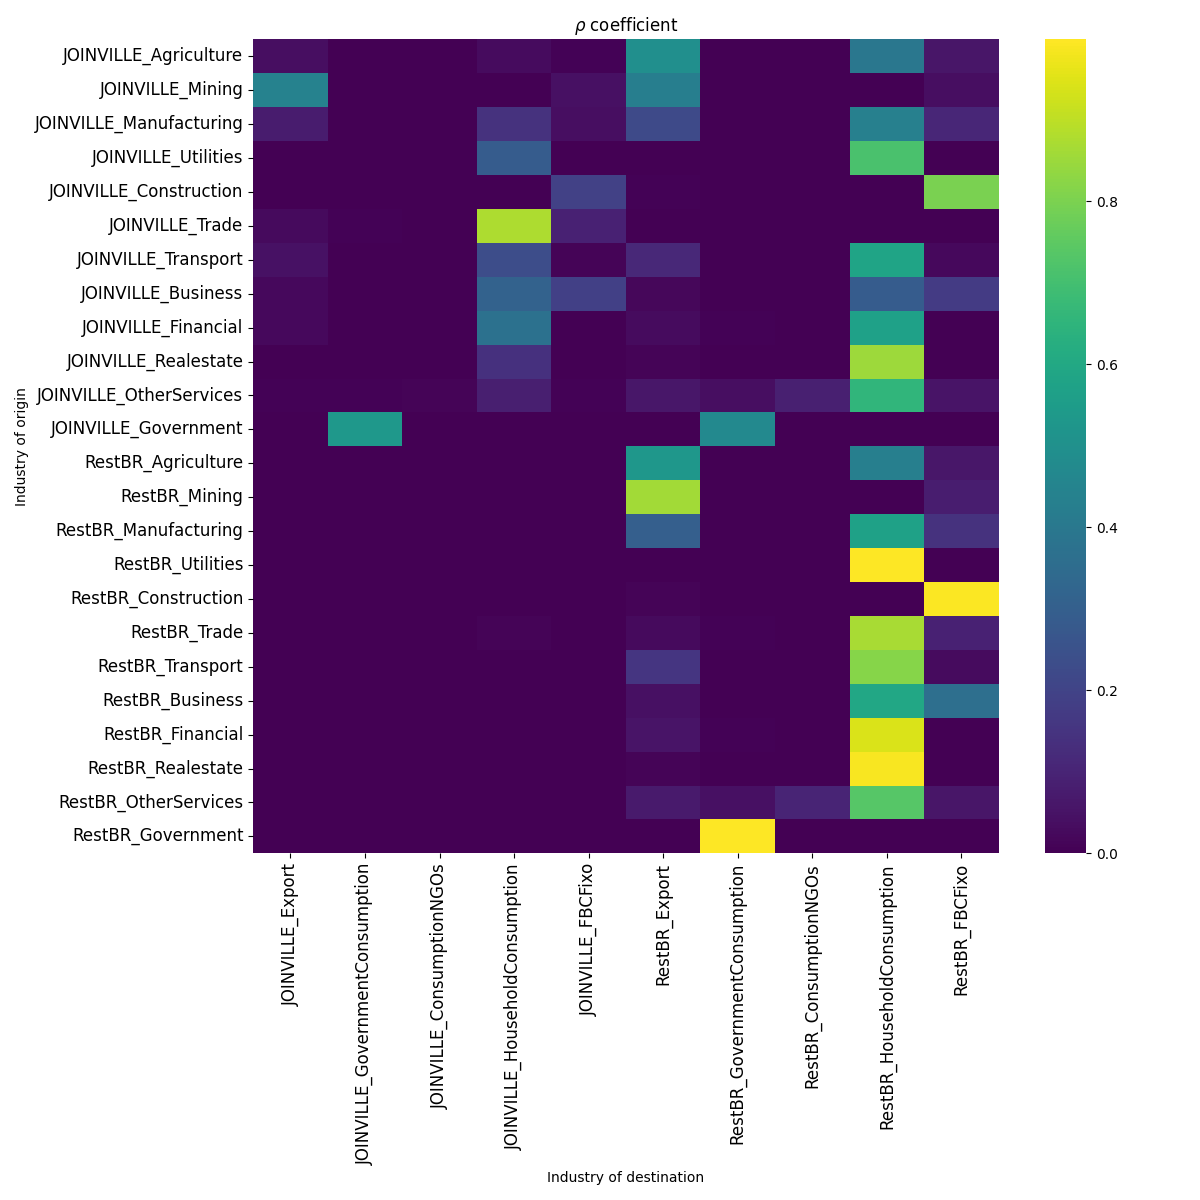 ρ coefficient
JOINVILLE_Agriculture
JOINVILLE_Mining
JOINVILLE_Manufacturing
JOINVILLE_Utilities
JOINVILLE_Construction
JOINVILLE_Trade
JOINVILLE_Transport
JOINVILLE_Business
JOINVILLE_Financial
JOINVILLE_Realestate
JOINVILLE_OtherServices
JOINVILLE_Government
RestBR_Agriculture
RestBR_Mining
RestBR_Manufacturing
RestBR_Utilities
RestBR_Construction
RestBR_Trade
RestBR_Transport
RestBR_Business
RestBR_Financial
RestBR_Realestate
RestBR_OtherServices
RestBR_Government
Industry of origin
0.8
0.6
0.4
0.2
0.0
JOINVILLE_Export
JOINVILLE_GovernmentConsumption
JOINVILLE_ConsumptionNGOs
JOINVILLE_HouseholdConsumption
JOINVILLE_FBCFixo
RestBR_Export
RestBR_GovernmentConsumption
RestBR_ConsumptionNGOs
RestBR_HouseholdConsumption
RestBR_FBCFixo
Industry of destination